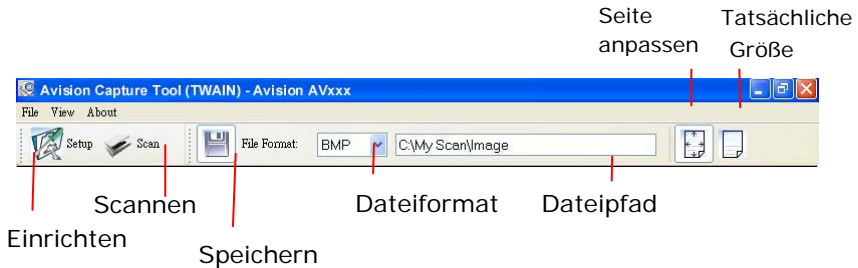 Seite anpassen
Tatsächliche Größe
Avision Capture Tool (TWAIN) - Avision AVxxx
File View About
Setup Scan File Format: BMP C:\My Scan\Image
Scannen Dateiformat Dateipfad
Einrichten
Speichern